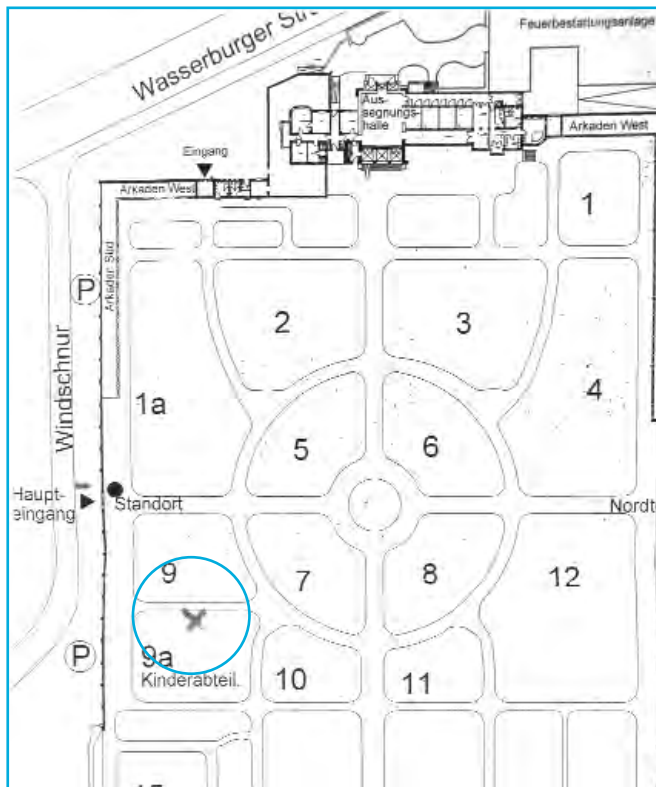 Wasserburger Str
Feuerbestattungsanlage
Aus-
segnungs-
halle
Eingang
Arkaden West
Arkaden West
Arkaden Süd
1
P
2
3
4
Windschnur
1a
5
6
Haupt-
eingang
Standort
9
7
8
12
P
9a
Kinderabteil.
10
11